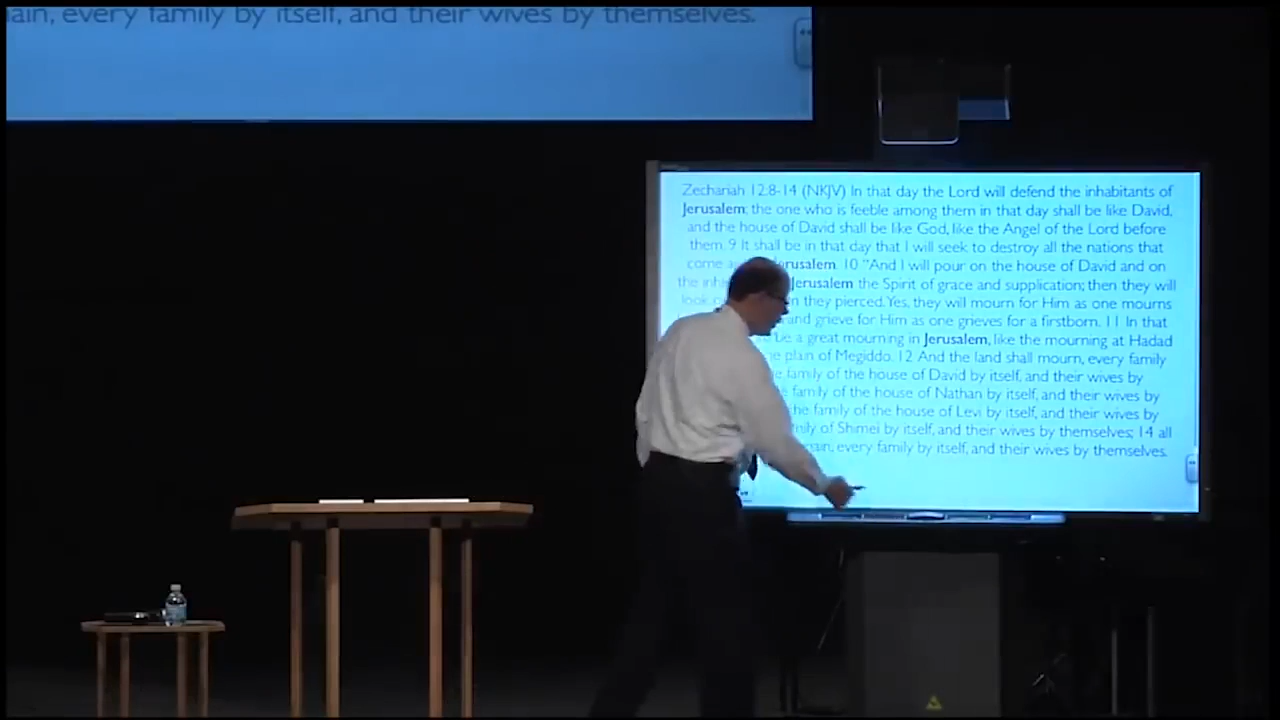 ain, every family by itself, and their wives by themselves.
Zechariah 12:8-14 (NKJV) In that day the Lord will defend the inhabitants of
Jerusalem; the one who is feeble among them in that day shall be like David,
and the house of David shall be like God, like the Angel of the Lord before
them. 9 It shall be in that day that I will seek to destroy all the nations that
come Jerusalem. 10 "And I will pour on the house of David and on
the Jerusalem the Spirit of grace and supplication; then they will
look they pierced. Yes, they will mourn for Him as one mourns
and grieve for Him as one grieves for a firstborn. 11 In that
be a great mourning in Jerusalem, like the mourning at Hadad
plain of Megiddo. 12 And the land shall mourn, every family
family of the house of David by itself, and their wives by
family of the house of Nathan by itself, and their wives by
the family of the house of Levi by itself, and their wives by
of Shimei by itself, and their wives by themselves; 14 all
every family by itself, and their wives by themselves.